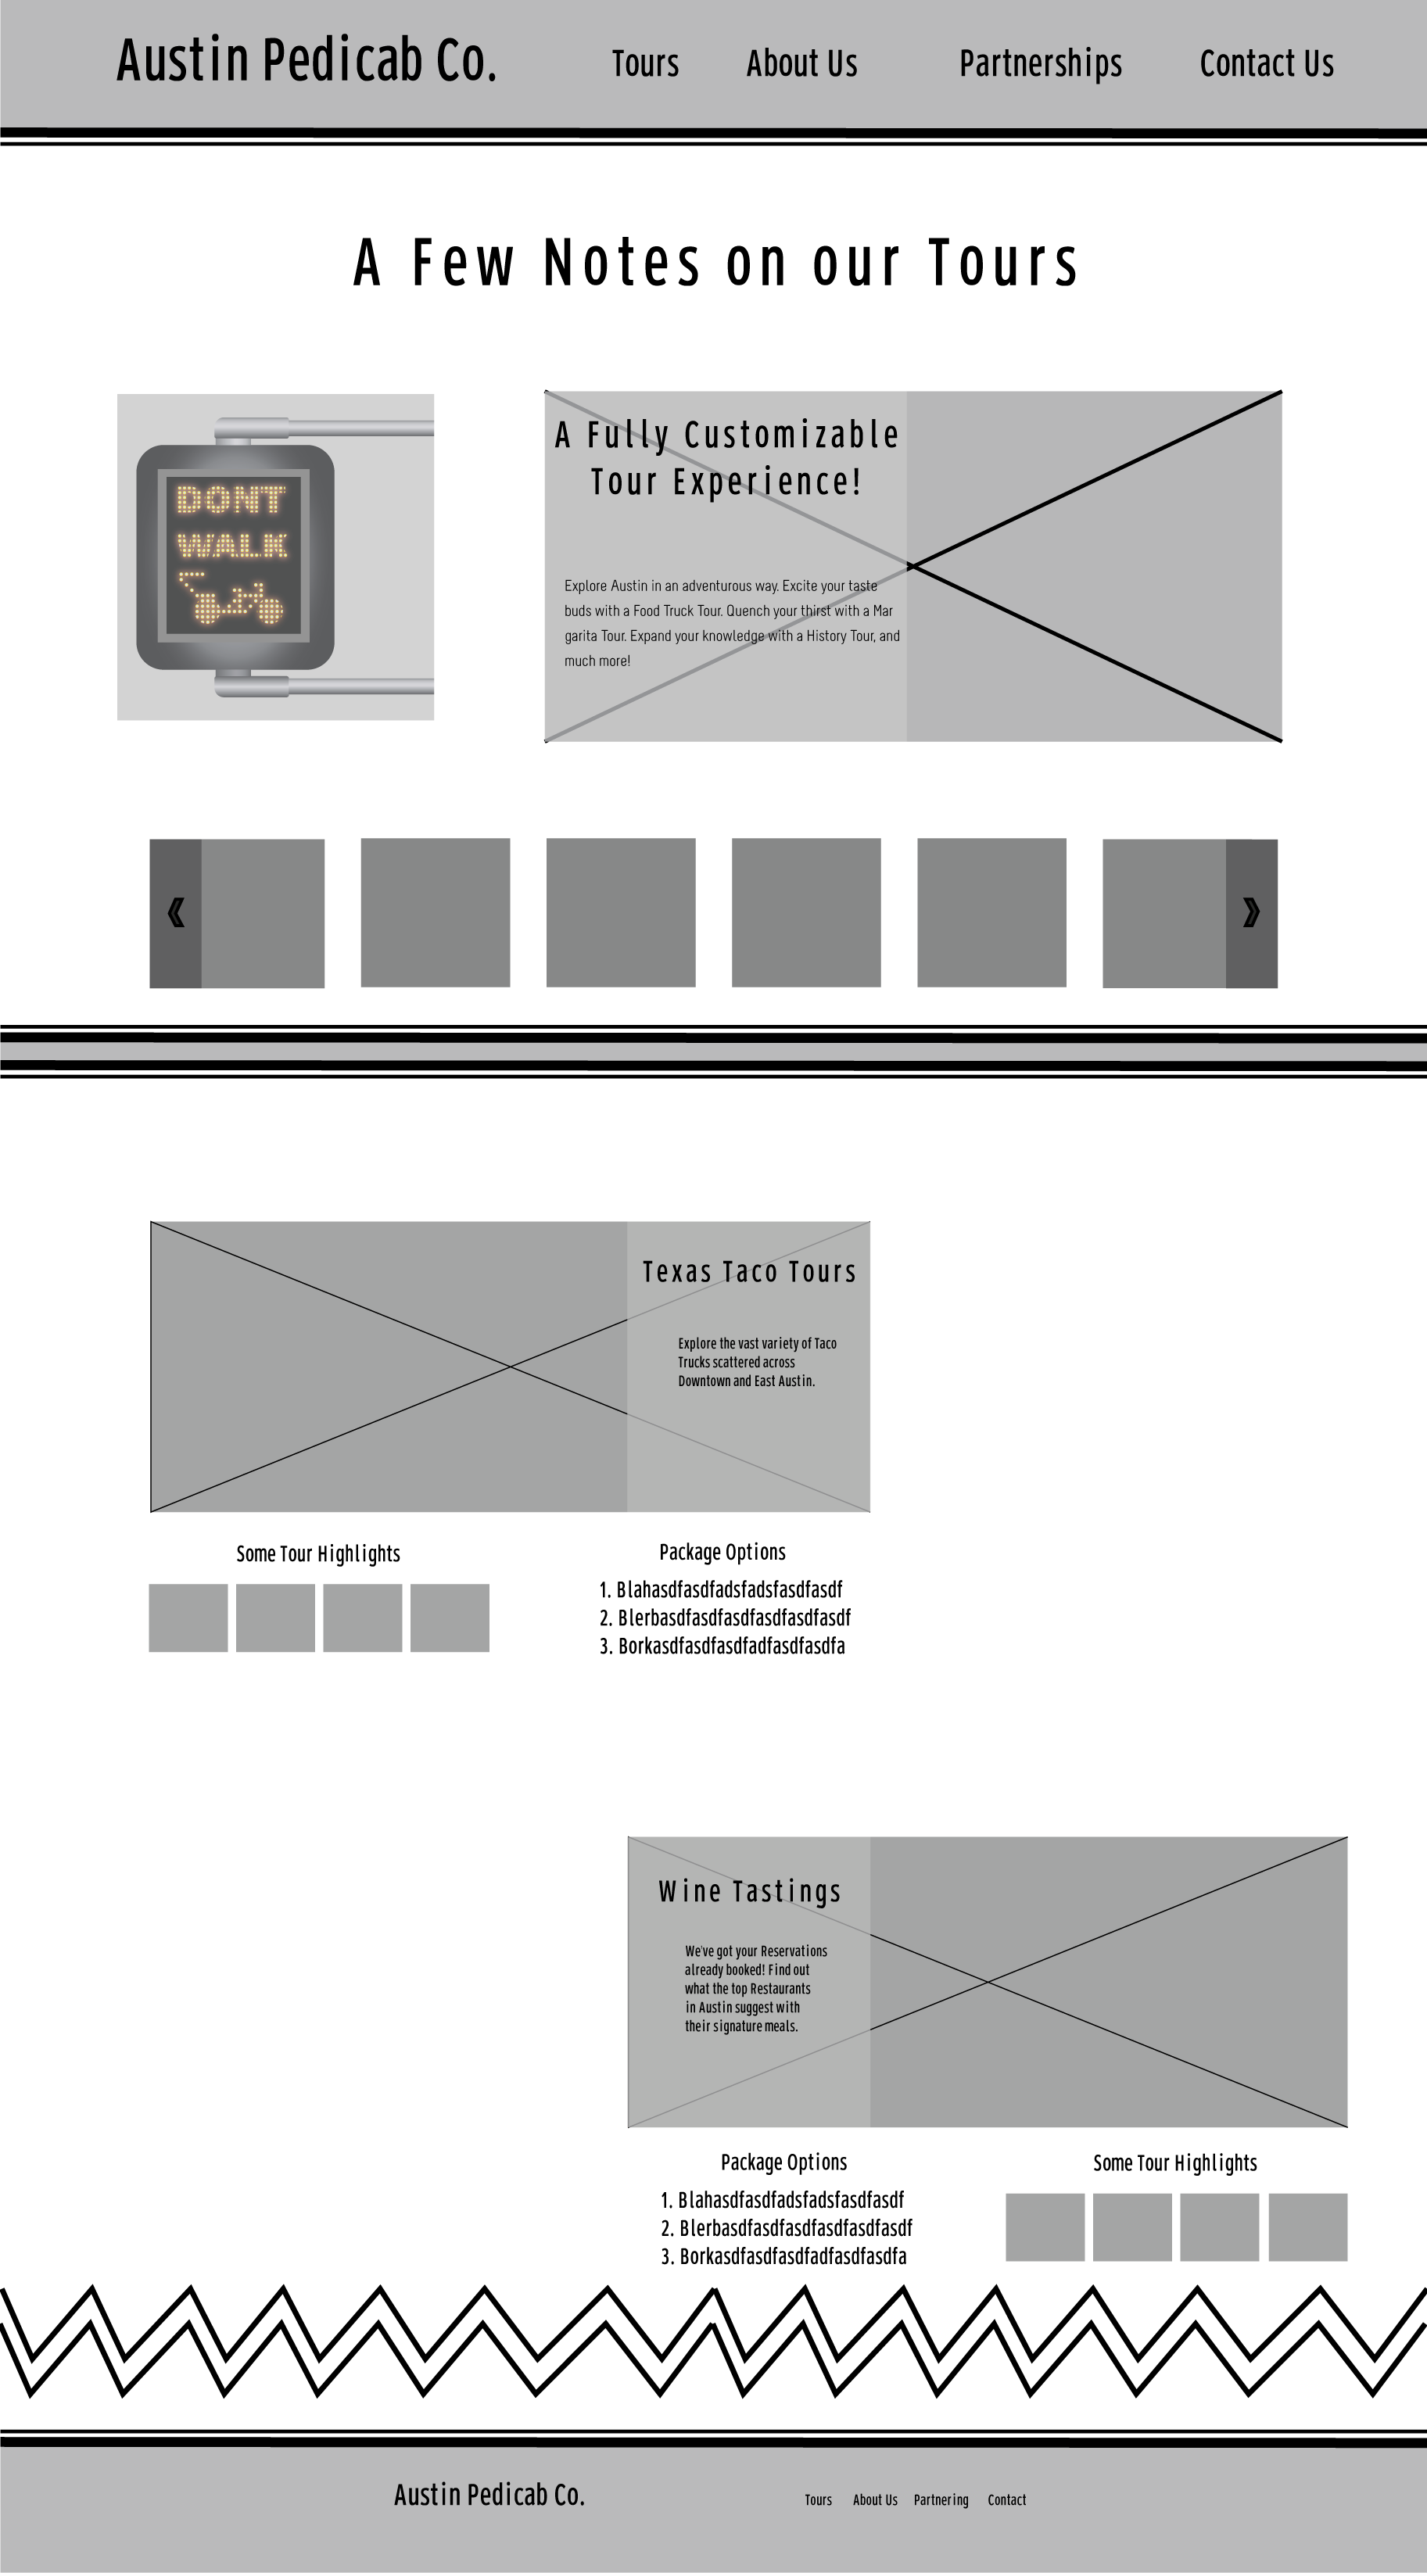 Austin Pedicab Co.
Tours
About Us
Partnerships
Contact Us
A Few Notes on our Tours
DONT
WALK
A Fully Customizable
Tour Experience!
Explore Austin in an adventurous way. Excite your taste
buds with a Food Truck Tour. Quench your thirst with a Mar
garita Tour. Expand your knowledge with a History Tour, and
much more!
Texas Taco Tours
Explore the vast variety of Taco
Trucks scattered across
Downtown and East Austin.
Some Tour Highlights
Package Options
1. Blahasdfasdfadsfadsfasdfasdf
2. Blerbasdfasdfasdfasdfasdfasdf
3. Borkasdfasdfasdfadfasdfasdfa
Wine Tastings
We've got your Reservations
already booked! Find out
what the top Restaurants
in Austin suggest with
their signature meals.
Package Options
1. Blahasdfasdfadsfadsfasdfasdf
2. Blerbasdfasdfasdfasdfasdfasdf
3. Borkasdfasdfasdfadfasdfasdfa
Some Tour Highlights
Austin Pedicab Co.
Tours
About Us
Partnering
Contact